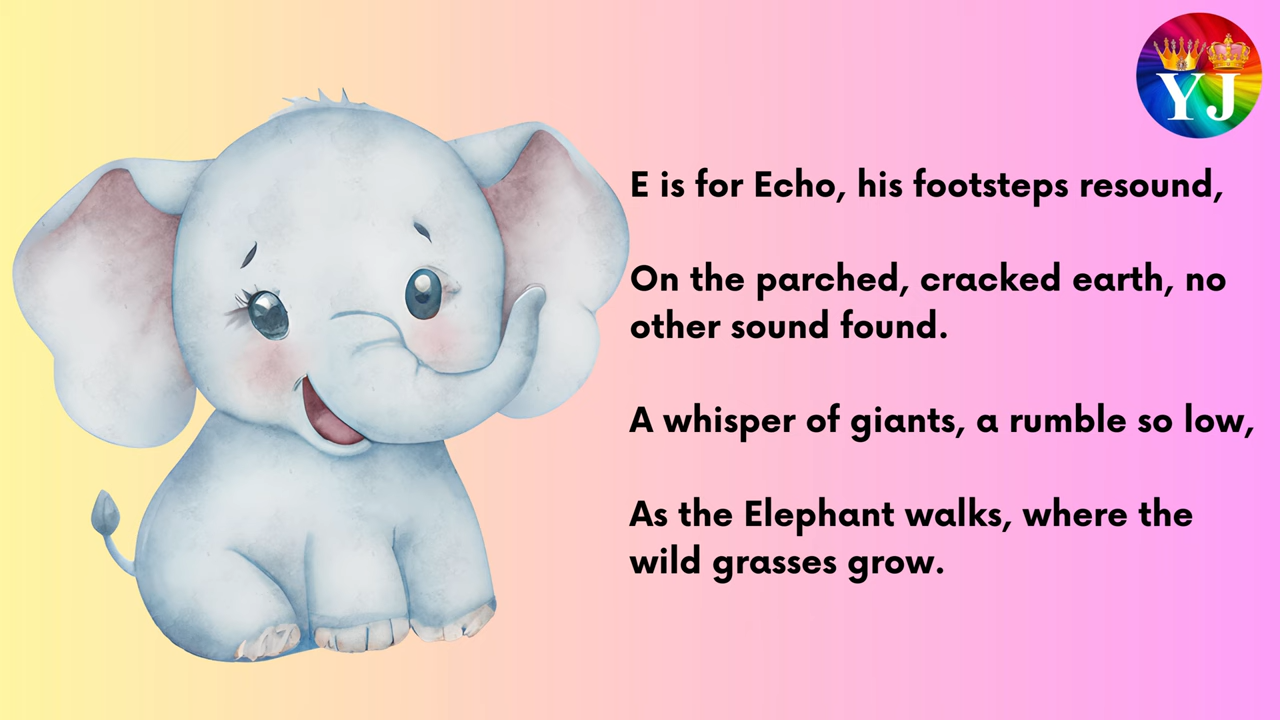 YJ
E is for Echo, his footsteps resound,
On the parched, cracked earth, no
other sound found.
A whisper of giants, a rumble so low,
As the Elephant walks, where the
wild grasses grow.